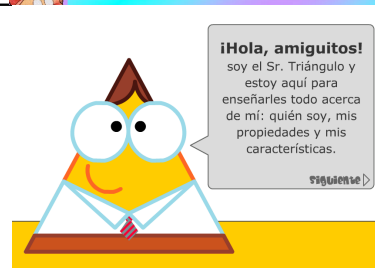 ¡Hola, amiguitos!
soy el Sr. Triángulo y
estoy aquí para
enseñarles todo acerca
de mí: quién soy, mis
propiedades y mis
características.
siguiente